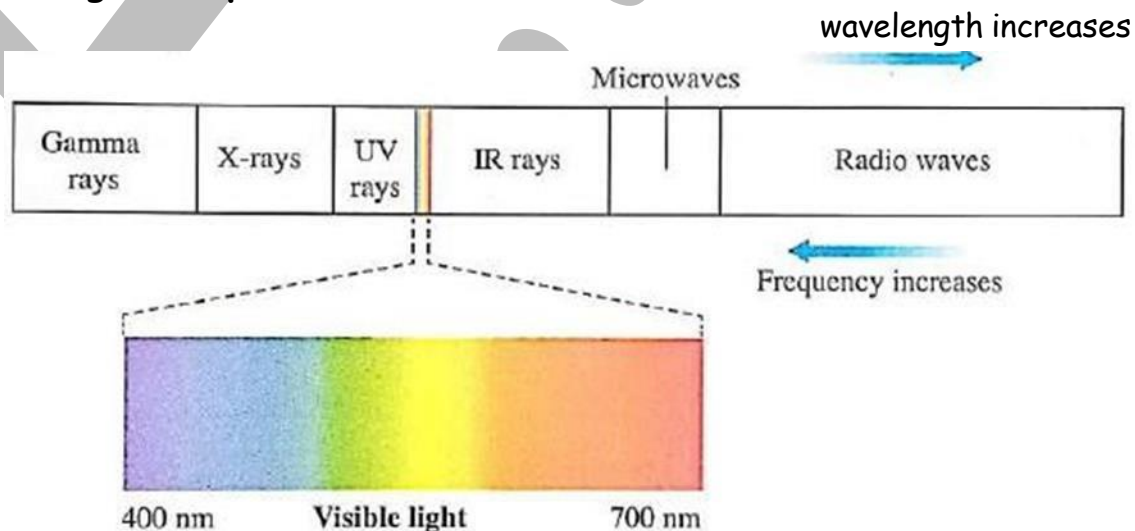 wavelength increases
Microwaves
Gamma
rays
X-rays
UV
rays
IR rays
Radio waves
Frequency increases
400 nm
Visible light
700 nm